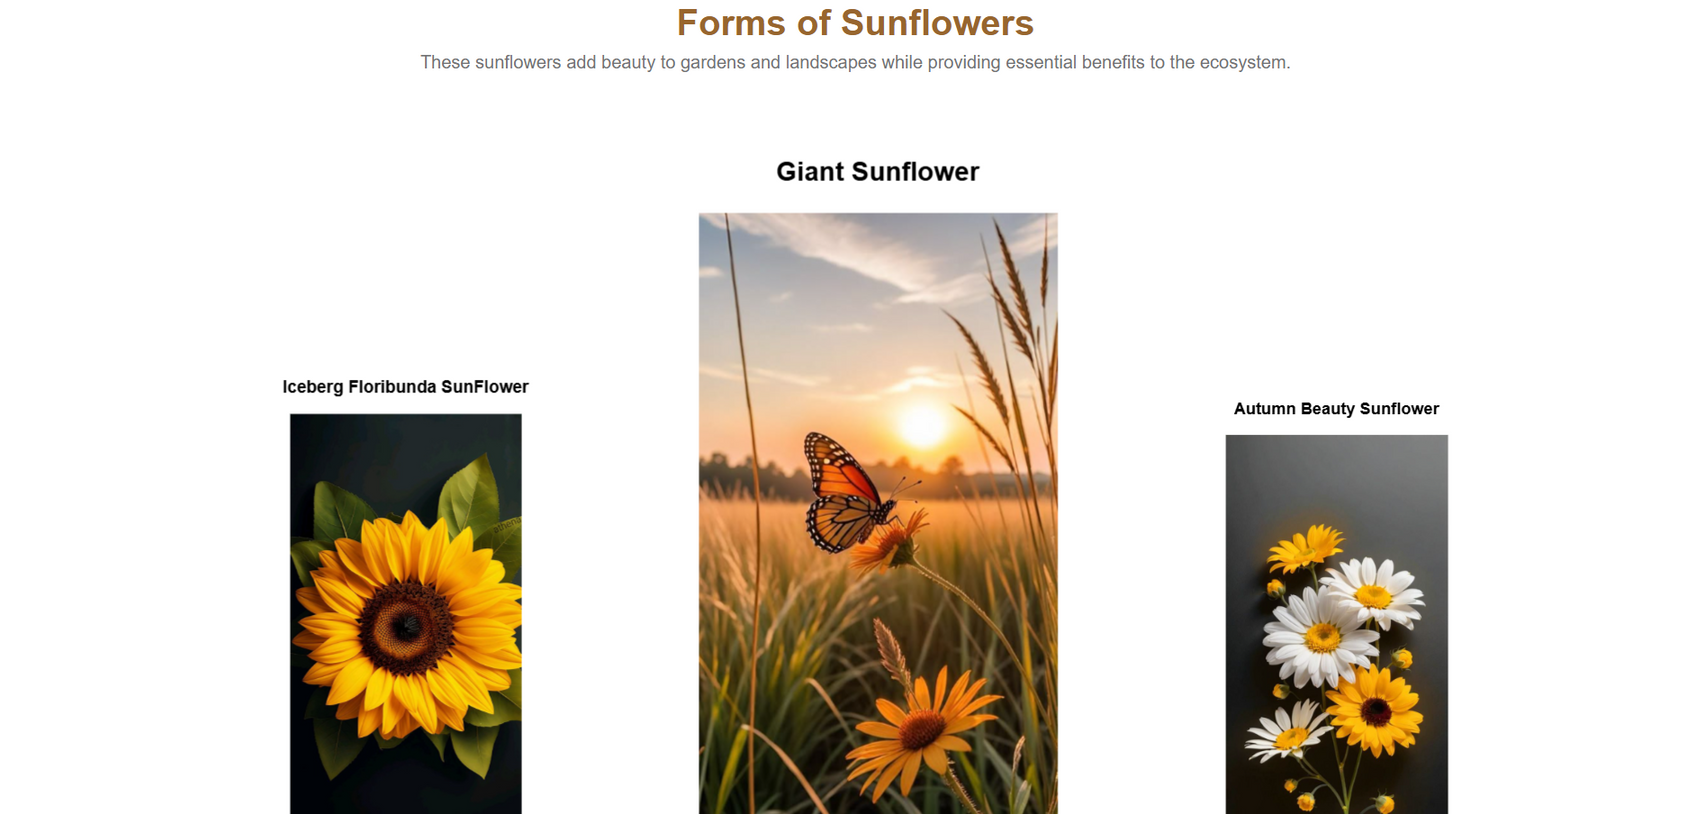 Forms of Sunflowers
These sunflowers add beauty to gardens and landscapes while providing essential benefits to the ecosystem.
Giant Sunflower
Iceberg Floribunda SunFlower
Autumn Beauty Sunflower